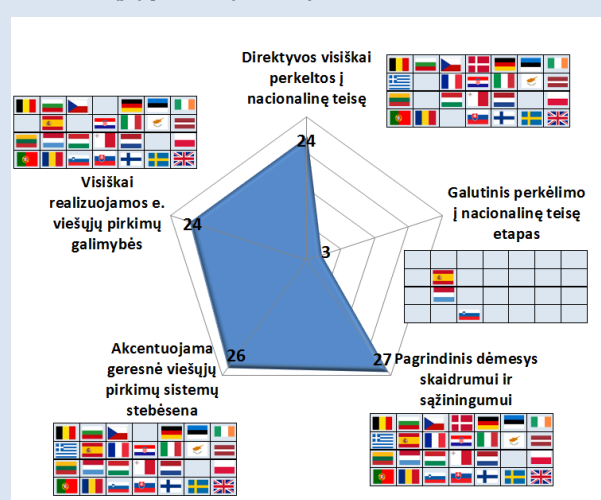 Direktyvos visiškai
perkeltos į
nacionalinę teisę
24
Galutinis perkėlimo
į nacionalinę teisę
etapas
3
Pagrindinis dėmesys
skaidrumui ir
sąžiningumui
27
Akcentuojama
geresnė viešųjų
pirkimų sistemų
stebėsena
26
Visiškai
realizuojamos e.
viešųjų pirkimų
galimybės
24